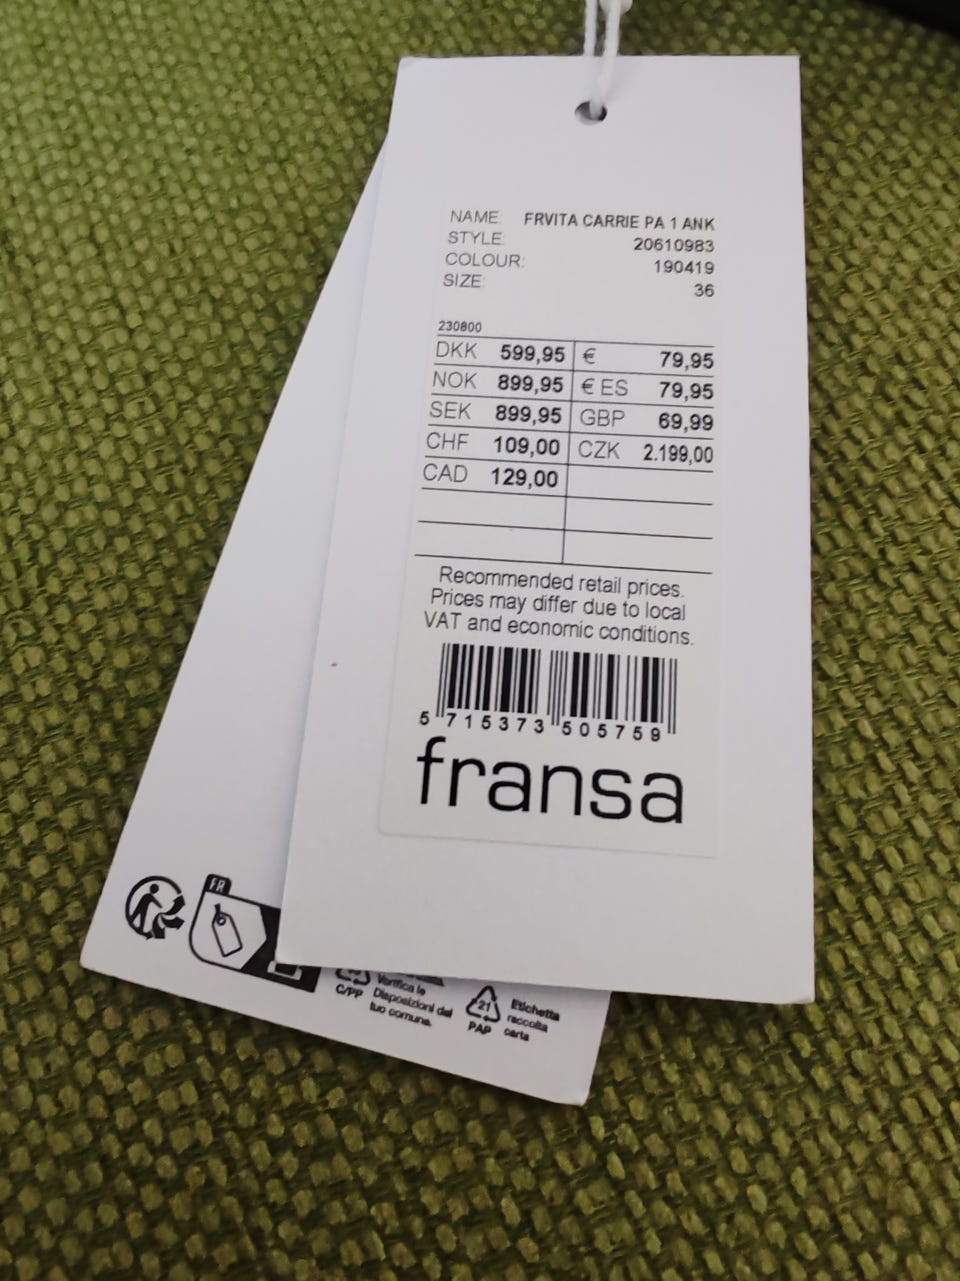 NAME: FRVITA CARRIE PA 1 ANK
STYLE: 20610983
COLOUR: 190419
SIZE: 36
230800
DKK 599,95 € 79,95
NOK 899,95 € ES 79,95
SEK 899,95 GBP 69,99
CHF 109,00 CZK 2.199,00
CAD 129,00
Recommended retail prices.
Prices may differ due to local
VAT and economic conditions.
5 715373 505759
fransa
FR
C/PP
Verifica le
Disposizioni del
tuo comune.
21
PAP
Etichetta
raccolta
carta